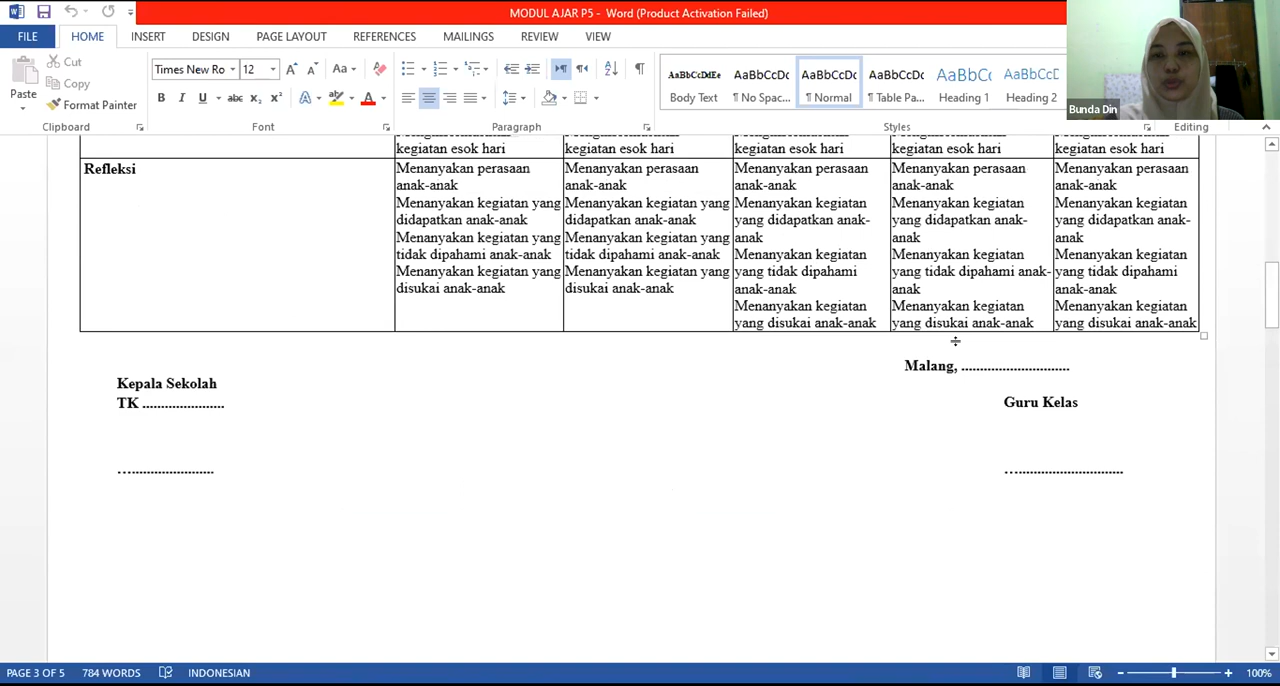 MODUL AJAR P5 - Word (Product Activation Failed)
FILE HOME INSERT DESIGN PAGE LAYOUT REFERENCES MAILINGS REVIEW VIEW
Cut
Copy
Paste
Format Painter
Clipboard
Times New Ro 12
Font
Paragraph
AaBbCcDdEe AaBbCcDc AaBbCcDc AaBbCcDc AaBbCc AaBbCcD
Body Text ¶ No Spac... ¶ Normal ¶ Table Pa... Heading 1 Heading 2
Styles
Editing
Bunda Din
kegiatan esok hari kegiatan esok hari kegiatan esok hari kegiatan esok hari kegiatan esok hari
Refleksi
Menanyakan perasaan
anak-anak
Menanyakan kegiatan yang
didapatkan anak-anak
Menanyakan kegiatan yang
tidak dipahami anak-anak
Menanyakan kegiatan yang
disukai anak-anak
Menanyakan perasaan
anak-anak
Menanyakan kegiatan yang
didapatkan anak-anak
Menanyakan kegiatan yang
tidak dipahami anak-anak
Menanyakan kegiatan yang
disukai anak-anak
Menanyakan perasaan
anak-anak
Menanyakan kegiatan
yang didapatkan anak-
anak
Menanyakan kegiatan
yang tidak dipahami
anak-anak
Menanyakan kegiatan
yang disukai anak-anak
Menanyakan perasaan
anak-anak
Menanyakan kegiatan
yang didapatkan anak-
anak
Menanyakan kegiatan
yang tidak dipahami anak-
anak
Menanyakan kegiatan
yang disukai anak-anak
Menanyakan perasaan
anak-anak
Menanyakan kegiatan
yang didapatkan anak-
anak
Menanyakan kegiatan
yang tidak dipahami
anak-anak
Menanyakan kegiatan
yang disukai anak-anak
Malang, .............................
Kepala Sekolah
TK ......................
Guru Kelas
….......................
….............................
PAGE 3 OF 5 784 WORDS INDONESIAN 100%